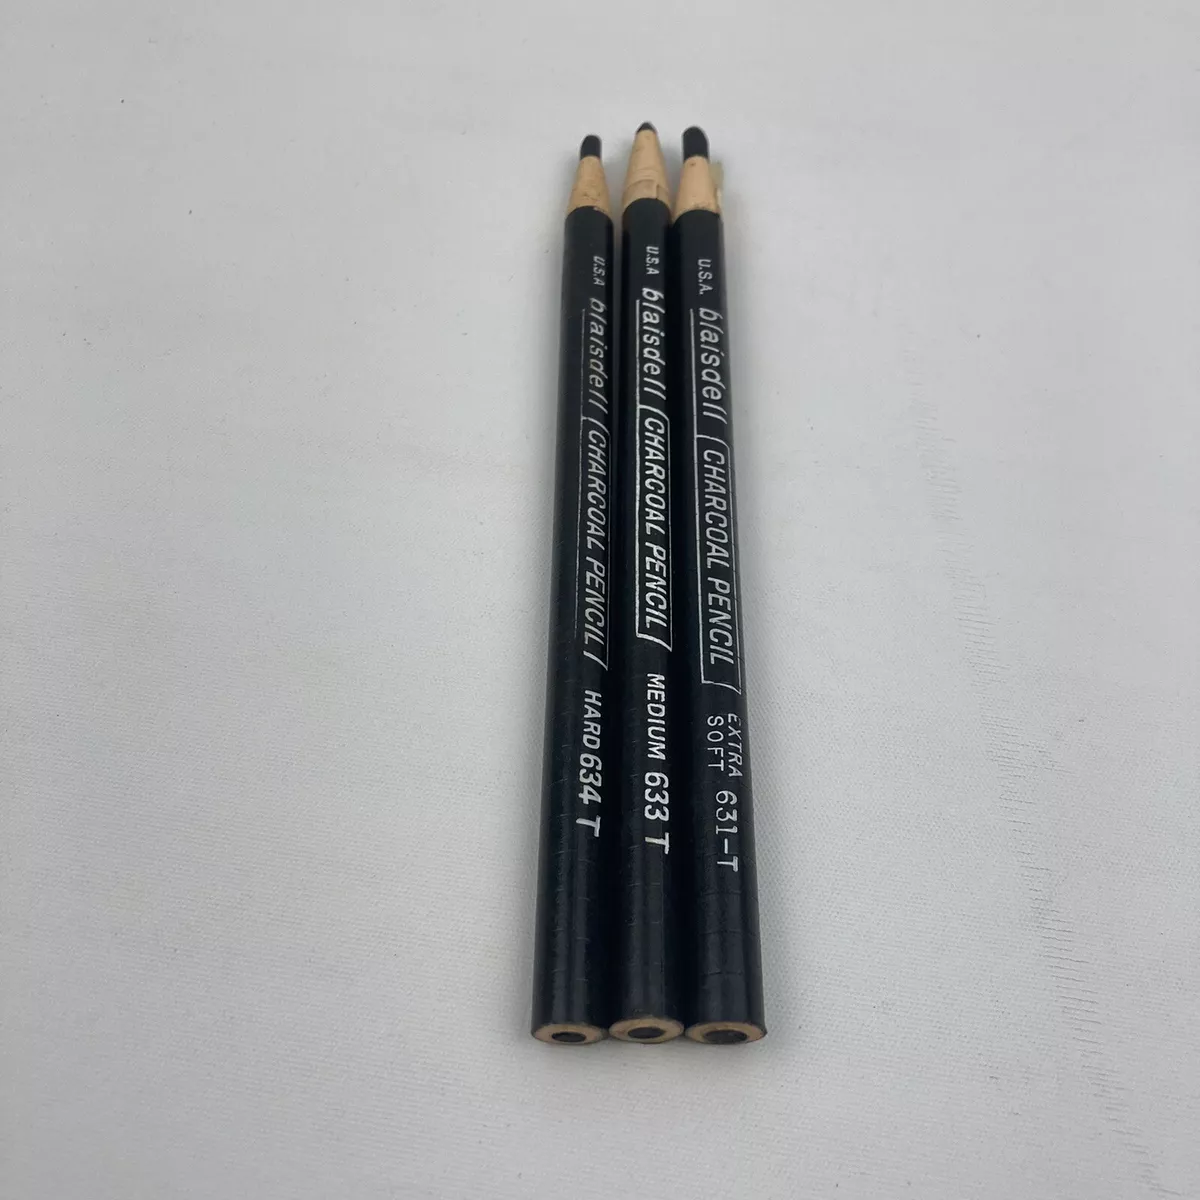 U.S.A blaisdell CHARCOAL PENCIL HARD 634 T
U.S.A blaisdell CHARCOAL PENCIL MEDIUM 633 T
U.S.A. blaisdell CHARCOAL PENCIL EXTRA SOFT 631-T